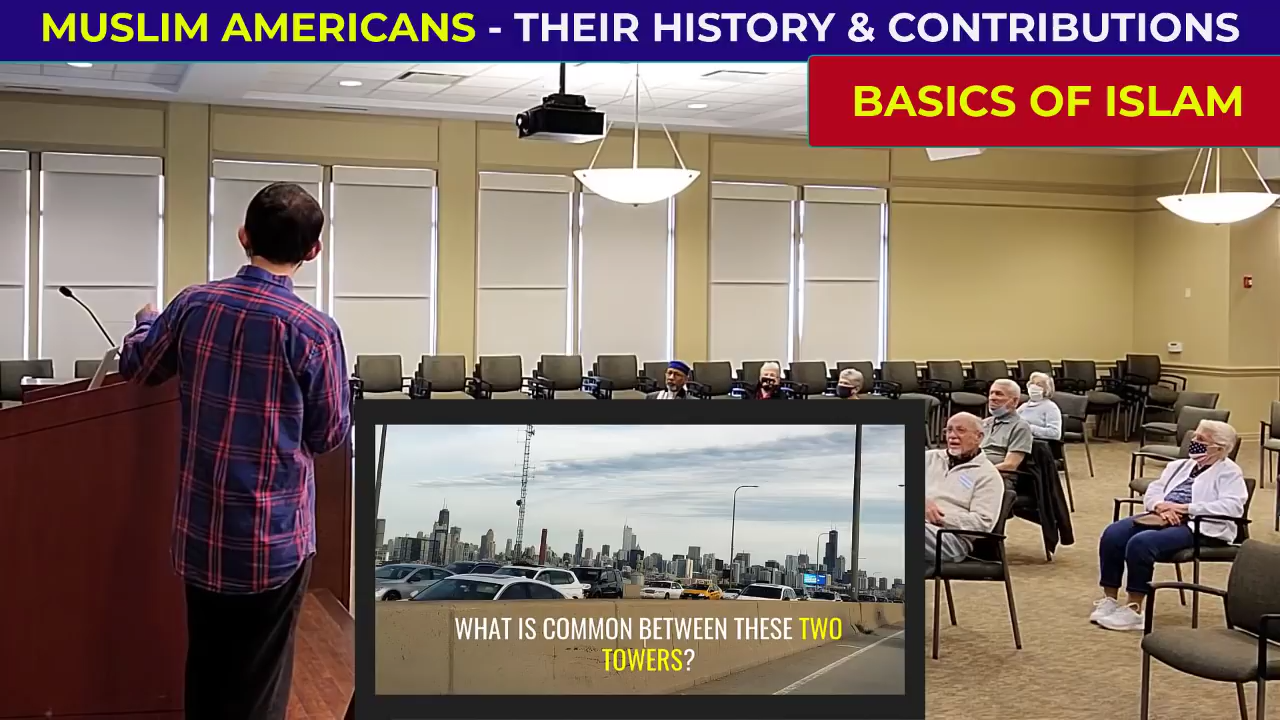 MUSLIM AMERICANS - THEIR HISTORY & CONTRIBUTIONS
BASICS OF ISLAM
WHAT IS COMMON BETWEEN THESE TWO
TOWERS?